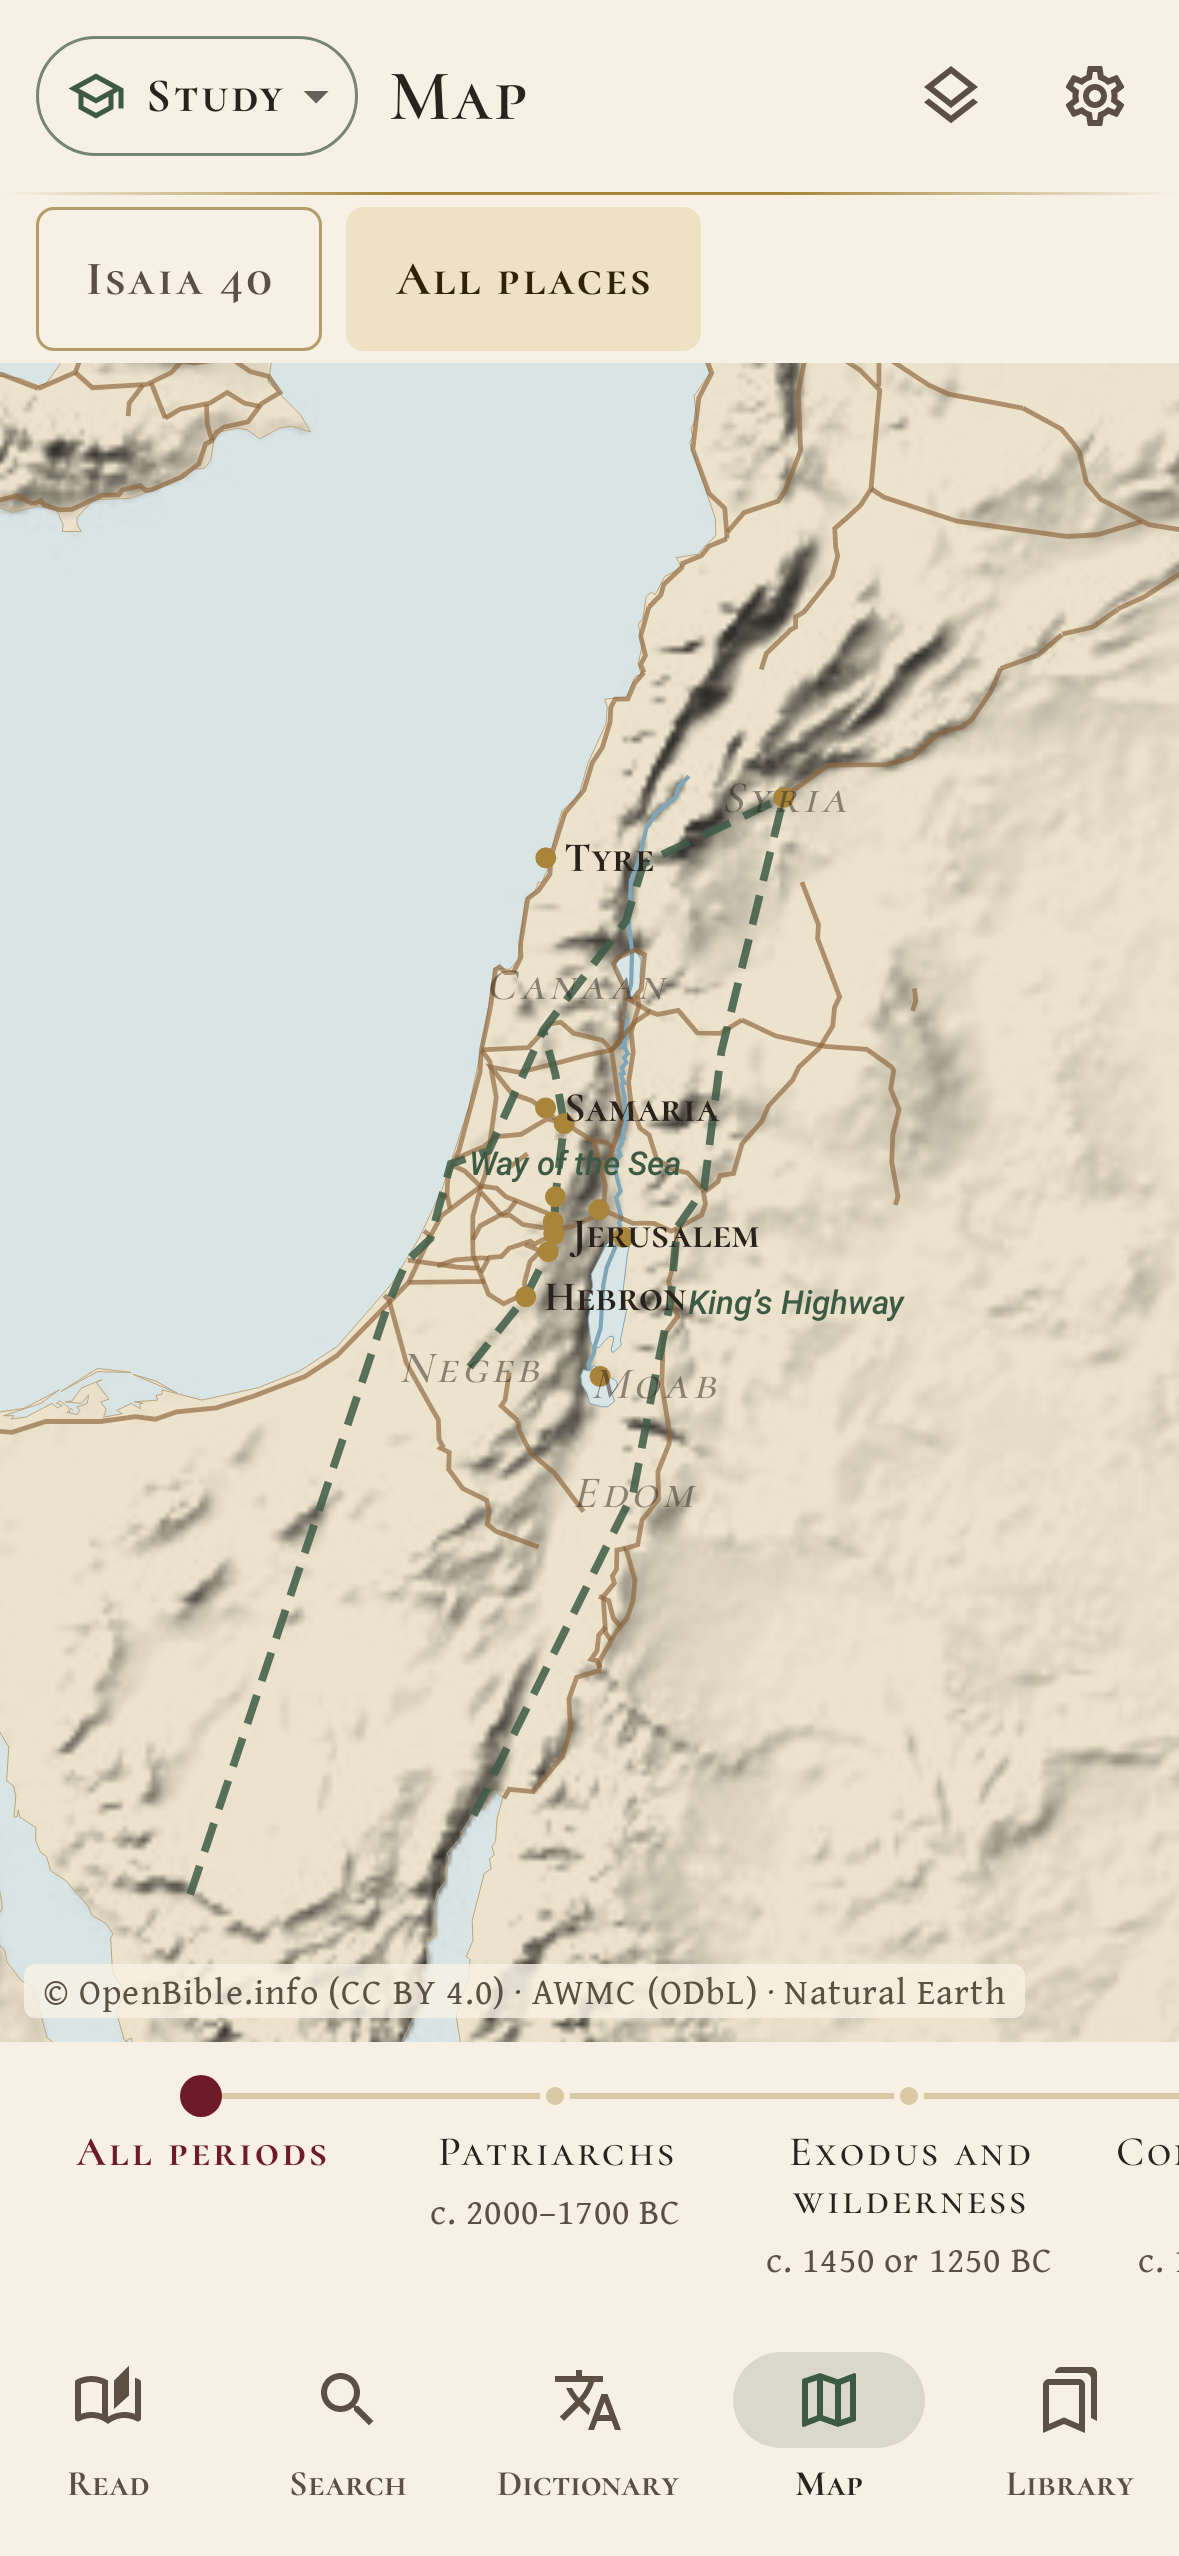 Study
Map
Isaia 40
All places
Syria
Tyre
Canaan
Samaria
Way of the Sea
Jerusalem
Hebron
King's Highway
Negeb
Moab
Edom
© OpenBible.info (CC BY 4.0) · AWMC (ODbL) · Natural Earth
All periods
Patriarchs
c. 2000–1700 BC
Exodus and
wilderness
c. 1450 or 1250 BC
Read
Search
Dictionary
Map
Library